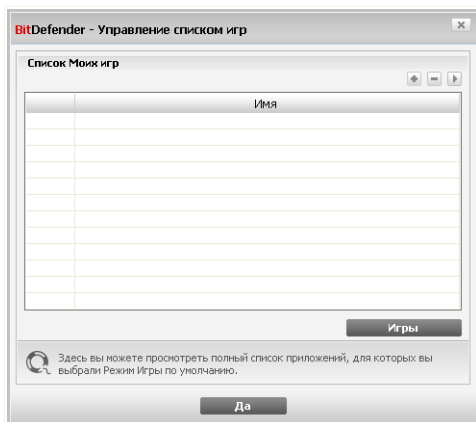 BitDefender - Управление списком игр
Список Моих игр
Имя
Игры
Здесь вы можете просмотреть полный список приложений, для которых вы
выбрали Режим Игры по умолчанию.
Да